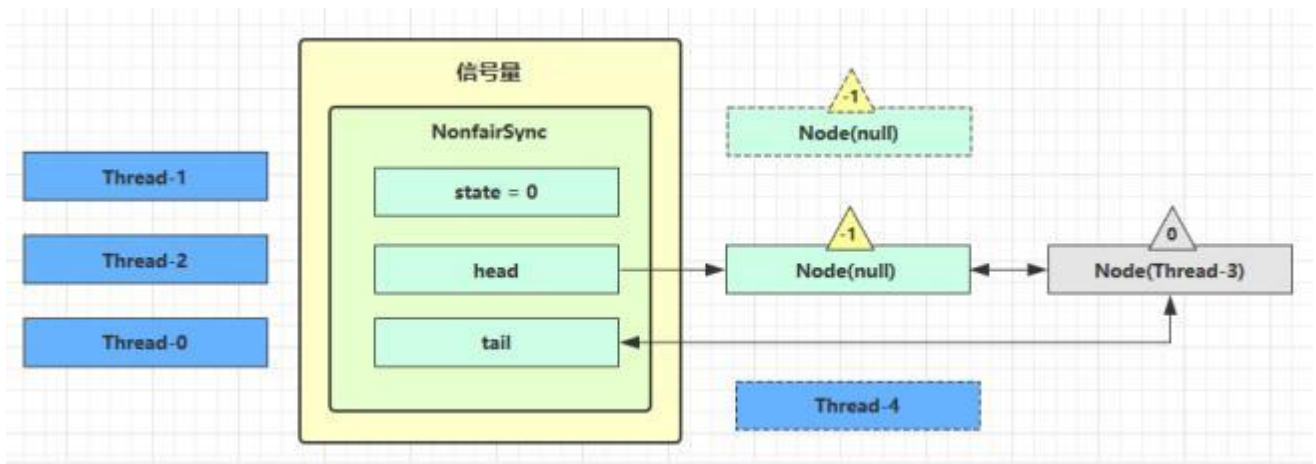 信号量
NonfairSync
state = 0
head
tail
Thread-1
Thread-2
Thread-0
-1
Node(null)
-1
Node(null)
0
Node(Thread-3)
Thread-4